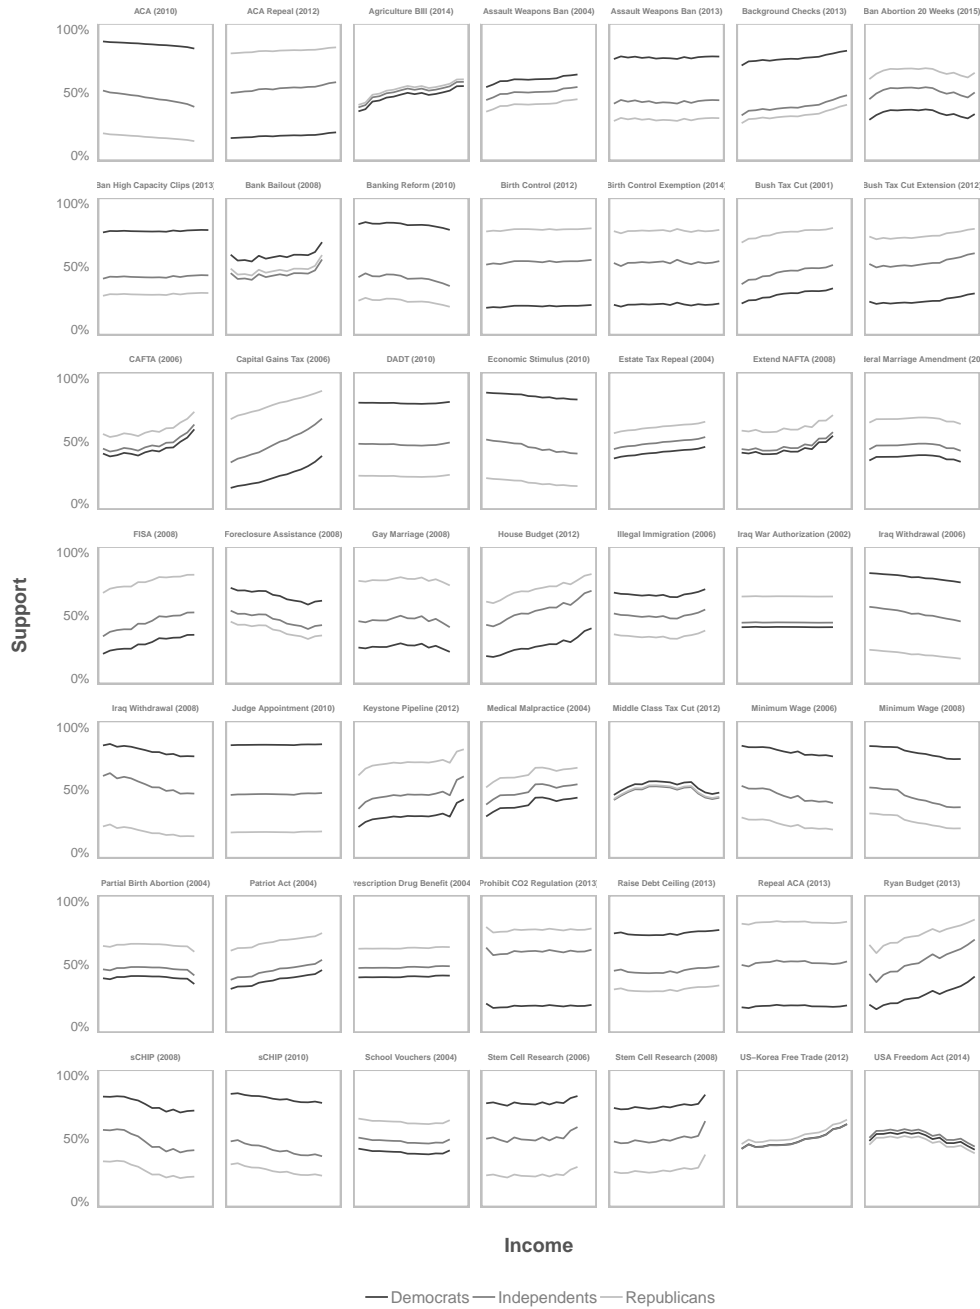 ACA (2010) ACA Repeal (2012) Agriculture BIll (2014) Assault Weapons Ban (2004) Assault Weapons Ban (2013) Background Checks (2013) Ban Abortion 20 Weeks (2015)
100%
50%
0%
Ban High Capacity Clips (2013) Bank Bailout (2008) Banking Reform (2010) Birth Control (2012) Birth Control Exemption (2014) Bush Tax Cut (2001) Bush Tax Cut Extension (2012)
100%
50%
0%
CAFTA (2006) Capital Gains Tax (2006) DADT (2010) Economic Stimulus (2010) Estate Tax Repeal (2004) Extend NAFTA (2008) eral Marriage Amendment (20
100%
50%
0%
FISA (2008) Foreclosure Assistance (2008) Gay Marriage (2008) House Budget (2012) Illegal Immigration (2006) Iraq War Authorization (2002) Iraq Withdrawal (2006)
100%
50%
0%
Support
Iraq Withdrawal (2008) Judge Appointment (2010) Keystone Pipeline (2012) Medical Malpractice (2004) Middle Class Tax Cut (2012) Minimum Wage (2006) Minimum Wage (2008)
100%
50%
0%
Partial Birth Abortion (2004) Patriot Act (2004) rescription Drug Benefit (2004 Prohibit CO2 Regulation (2013) Raise Debt Ceiling (2013) Repeal ACA (2013) Ryan Budget (2013)
100%
50%
0%
sCHIP (2008) sCHIP (2010) School Vouchers (2004) Stem Cell Research (2006) Stem Cell Research (2008) US–Korea Free Trade (2012) USA Freedom Act (2014)
100%
50%
0%
Income
Democrats Independents Republicans